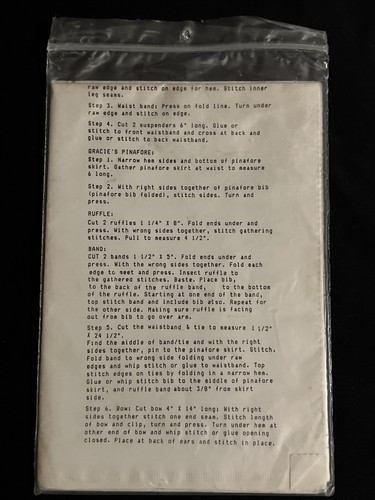 raw edge and stitch on edge for hem. Stitch inner
leg seams.
Step 3. Waist band: Press on fold line. Turn under
raw edge and stitch on edge.
Step 4. Cut 2 suspenders 6" long. Glue or
stitch to front waistband and cross at back and
glue or stitch to back waistband.
GRACIE'S PINAFORE:
Step 1. Narrow hem sides and bottom of pinafore
skirt. Gather pinafore skirt at waist to measure
6 long.
Step 2. With right sides together of pinafore bib
(pinafore bib folded), stitch sides. Turn and
press.
RUFFLE:
Cut 2 ruffles 1 1/4" X 8". Fold ends under and
press. With wrong sides together, stitch gathering
stitches. Pull to measure 4 1/2".
BAND:
CUT 2 bands 1 1/2" X 5". Fold ends under and
press. With the wrong sides together. Fold each
edge to meet and press. Insert ruffle to
the gathered stitches. Baste. Place bib,
to the back of the ruffle band, to the bottom
of the ruffle. Starting at one end of the band,
top stitch band and include bib also. Repeat for
the other side. Making sure ruffle is facing
out from bib to go over arm.
Step 5. Cut the waistband & tie to measure 1 1/2"
X 24 1/2".
Find the middle of band/tie and with the right
sides together, pin to the pinafore skirt. Stitch.
Fold band to wrong side folding under raw
edges and whip stitch or glue to waistband. Top
stitch edges on ties by folding in a narrow hem.
Glue or whip stitch bib to the middle of pinafore
skirt, and ruffle band about 3/8" from skirt
side.
Step 6. Bow: Cut bow 4" X 14" long: With right
sides together stitch one end seam. Stitch length
of bow and clip, turn and press. Turn under hem at
other end of bow and whip stitch or glue opening
closed. Place at back of ears and stitch in place.